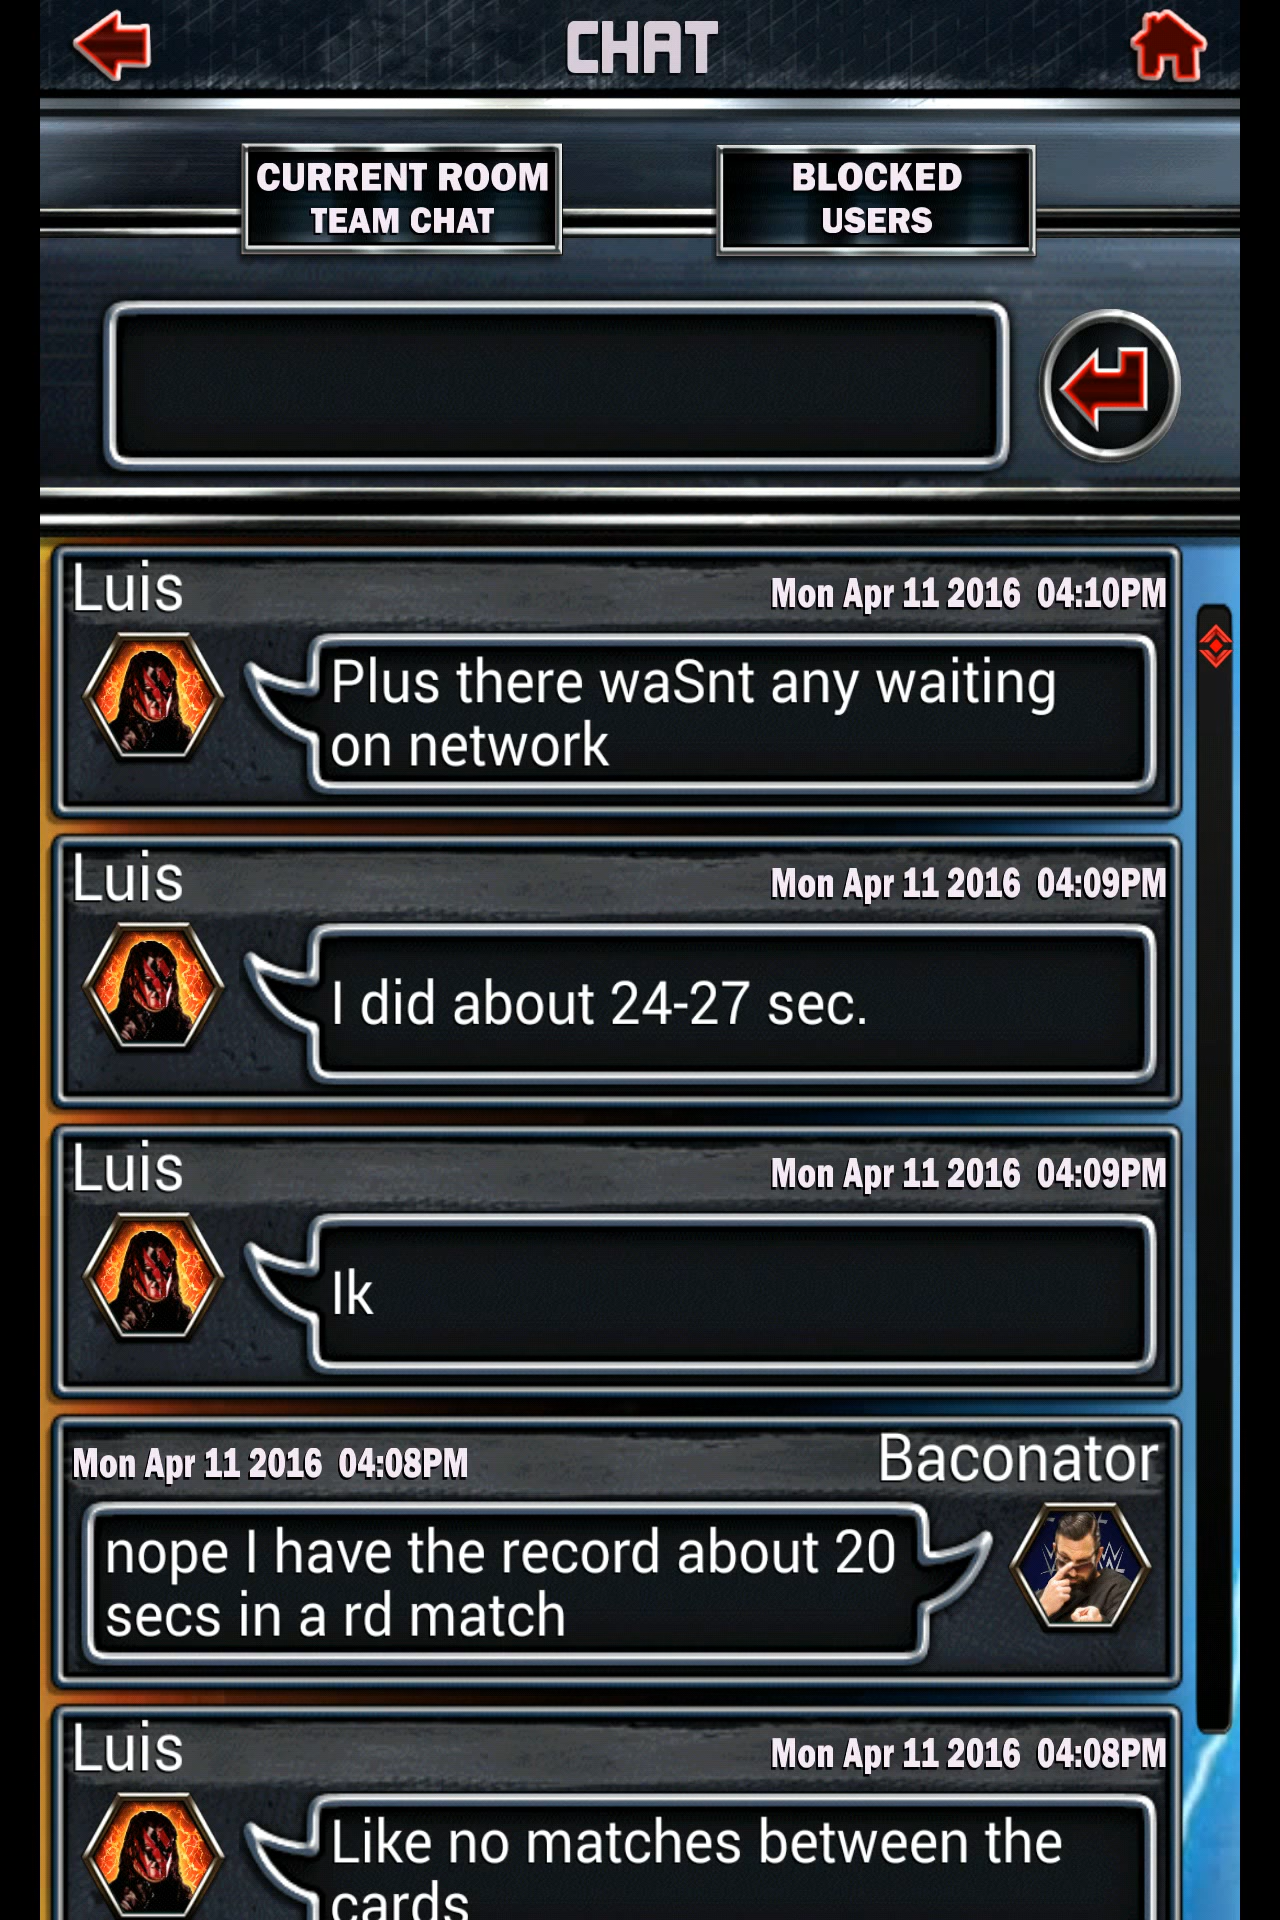 CHAT
CURRENT ROOM
TEAM CHAT
BLOCKED
USERS
Luis
Mon Apr 11 2016 04:10PM
Plus there waSnt any waiting
on network
Luis
Mon Apr 11 2016 04:09PM
I did about 24-27 sec.
Luis
Mon Apr 11 2016 04:09PM
Ik
Mon Apr 11 2016 04:08PM
Baconator
nope I have the record about 20
secs in a rd match
Luis
Mon Apr 11 2016 04:08PM
Like no matches between the
cards